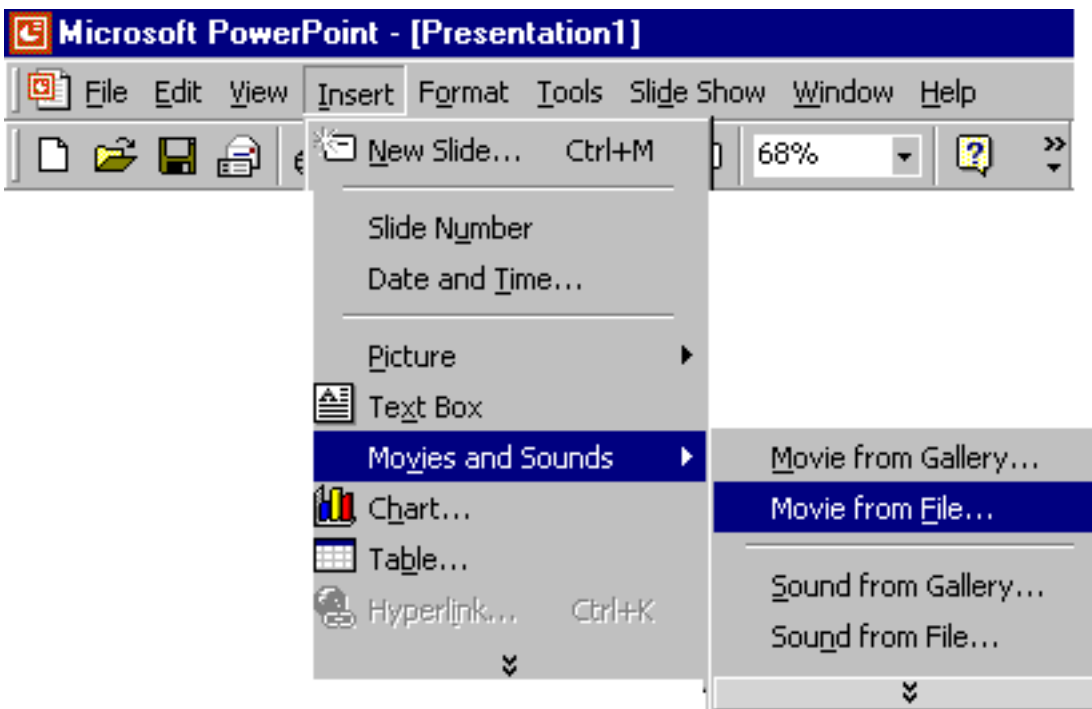 Microsoft PowerPoint - [Presentation1]
File Edit View Insert Format Tools Slide Show Window Help
68%
New Slide... Ctrl+M
Slide Number
Date and Time...
Picture
Text Box
Movies and Sounds
Chart...
Table...
Hyperlink... Ctrl+K
Movie from Gallery...
Movie from File...
Sound from Gallery...
Sound from File...